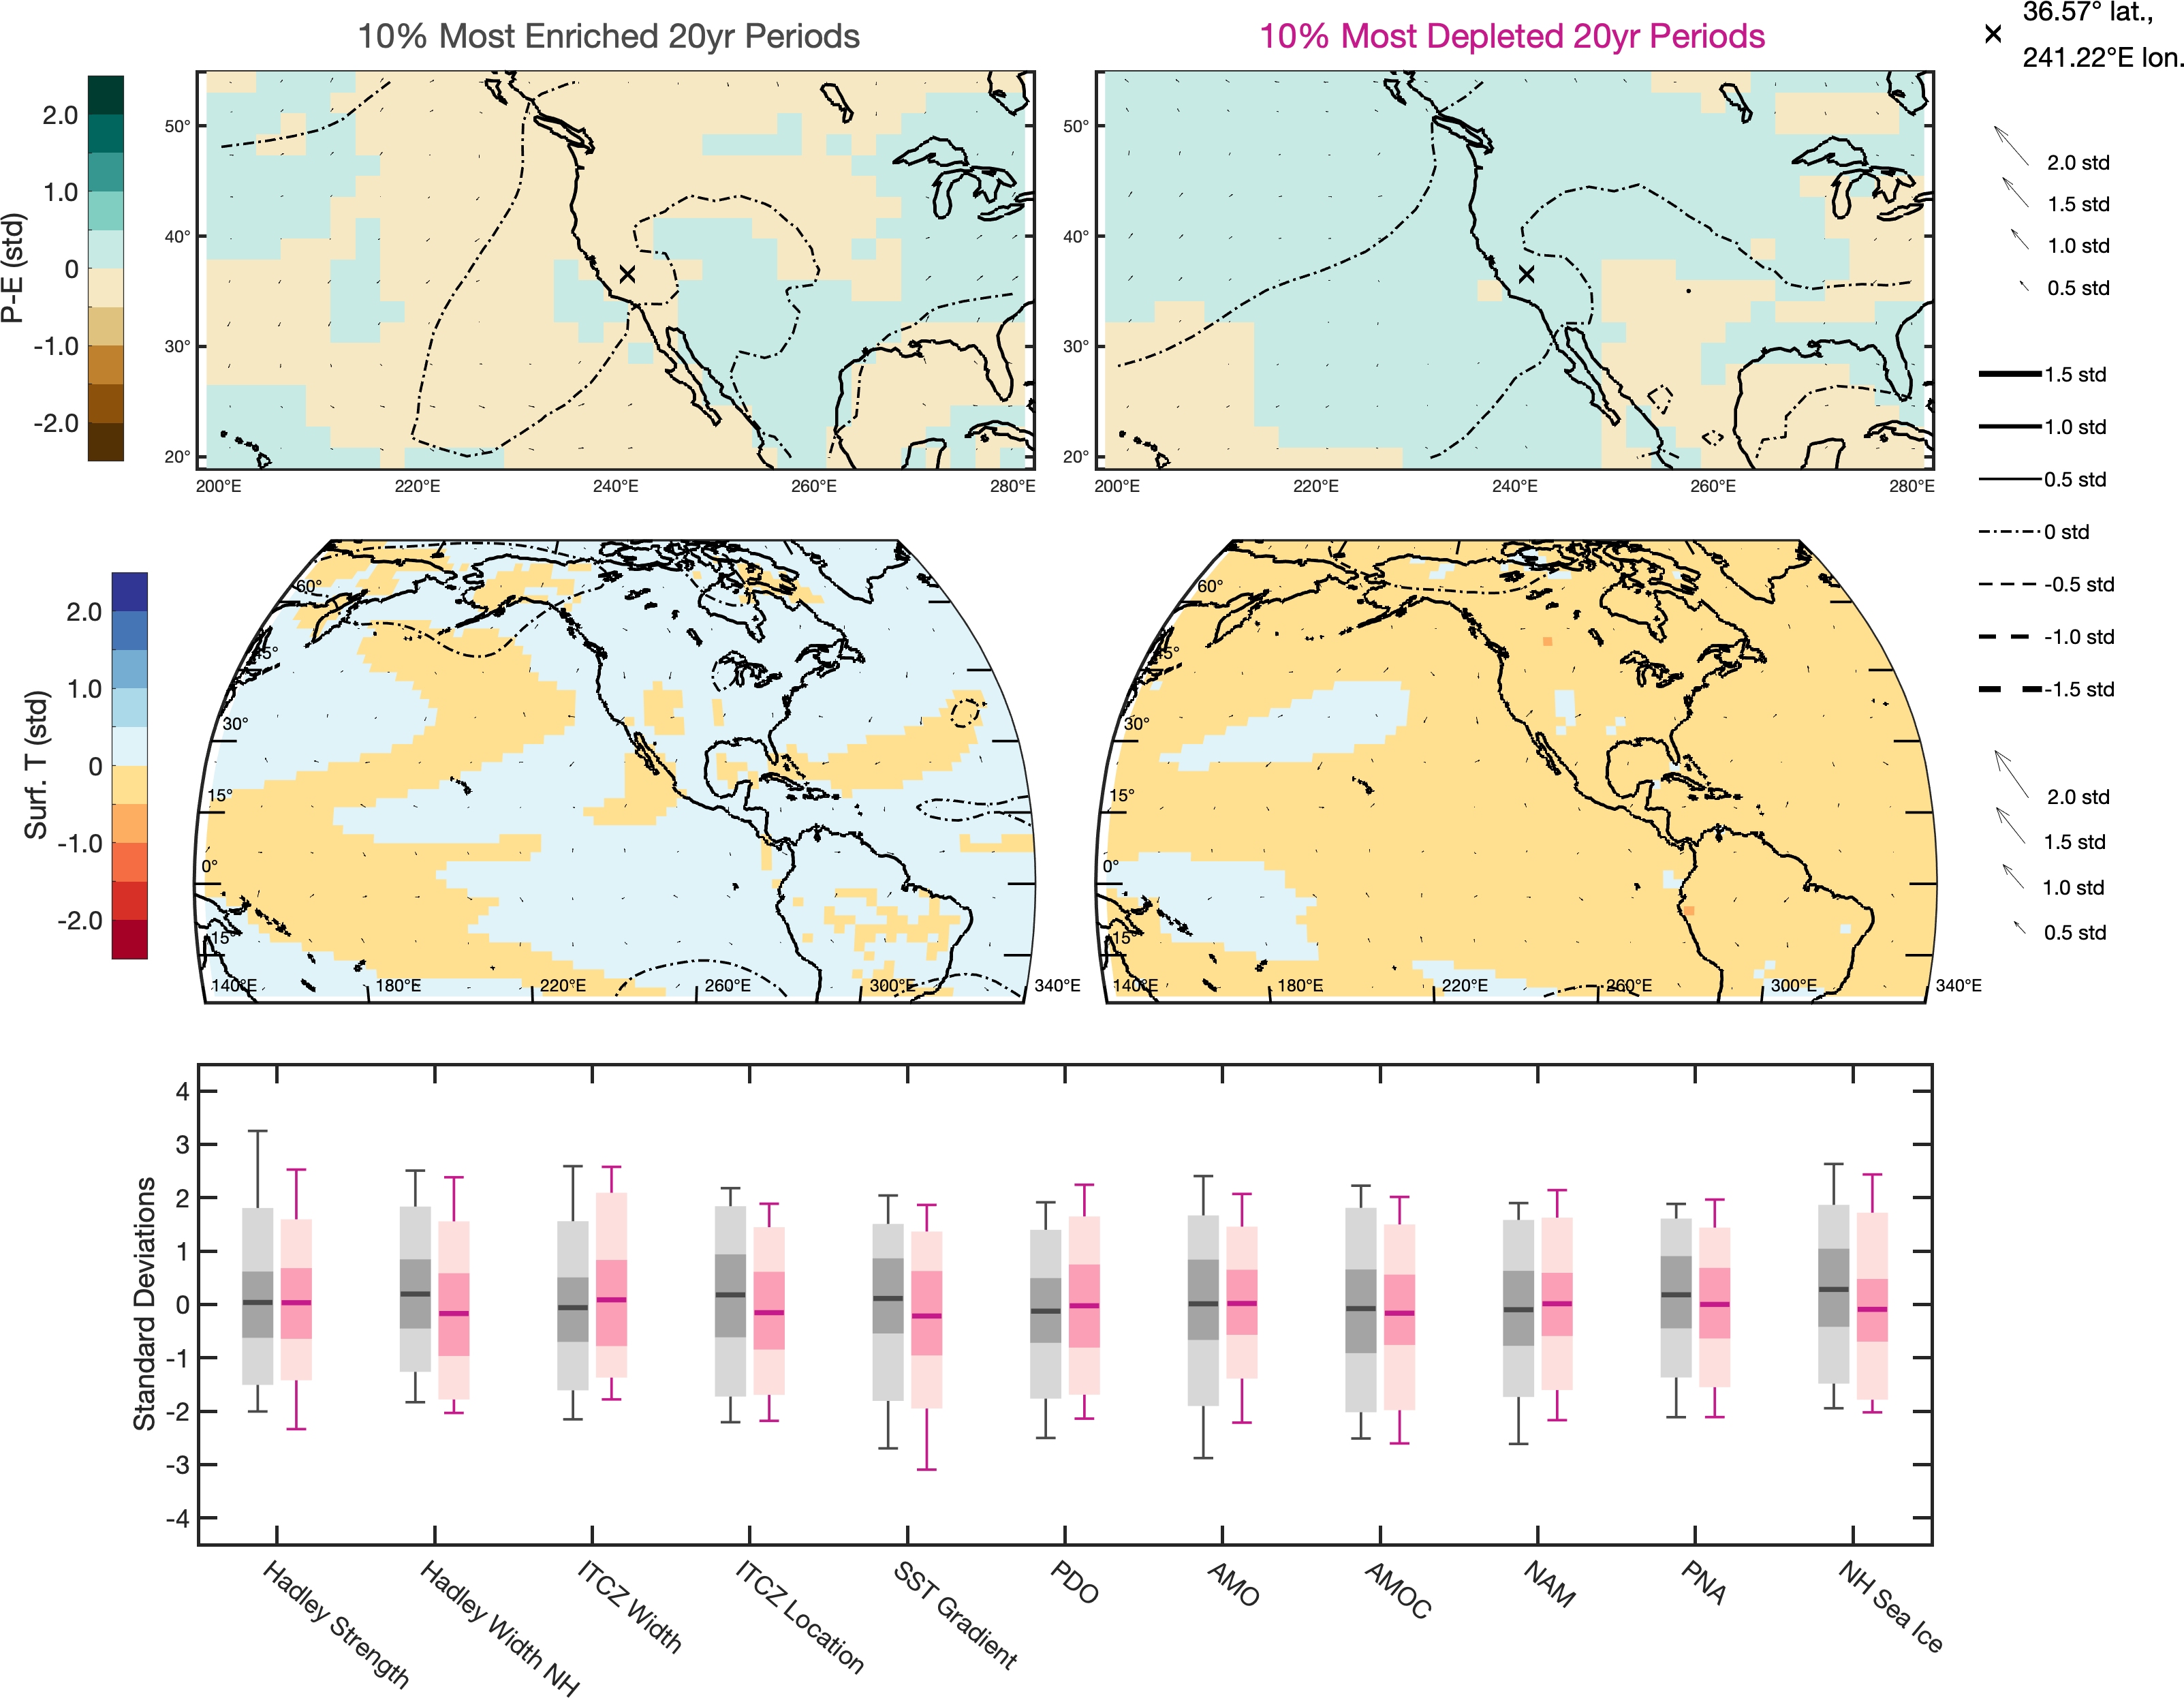 10% Most Enriched 20yr Periods
10% Most Depleted 20yr Periods
36.57° lat.,
241.22°E lon.
P-E (std)
2.0
1.0
0
-1.0
-2.0
50°
40°
30°
20°
200°E
220°E
240°E
260°E
280°E
50°
40°
30°
20°
200°E
220°E
240°E
260°E
280°E
2.0 std
1.5 std
1.0 std
0.5 std
1.5 std
1.0 std
0.5 std
0 std
-0.5 std
-1.0 std
-1.5 std
Surf. T (std)
2.0
1.0
0
-1.0
-2.0
60°
45°
30°
15°
0°
-15°
140°E
180°E
220°E
260°E
300°E
340°E
60°
45°
30°
15°
0°
-15°
140°E
180°E
220°E
260°E
300°E
340°E
2.0 std
1.5 std
1.0 std
0.5 std
Standard Deviations
4
3
2
1
0
-1
-2
-3
-4
Hadley Strength
Hadley Width NH
ITCZ Width
ITCZ Location
SST Gradient
PDO
AMO
AMOC
NAM
PNA
NH Sea Ice